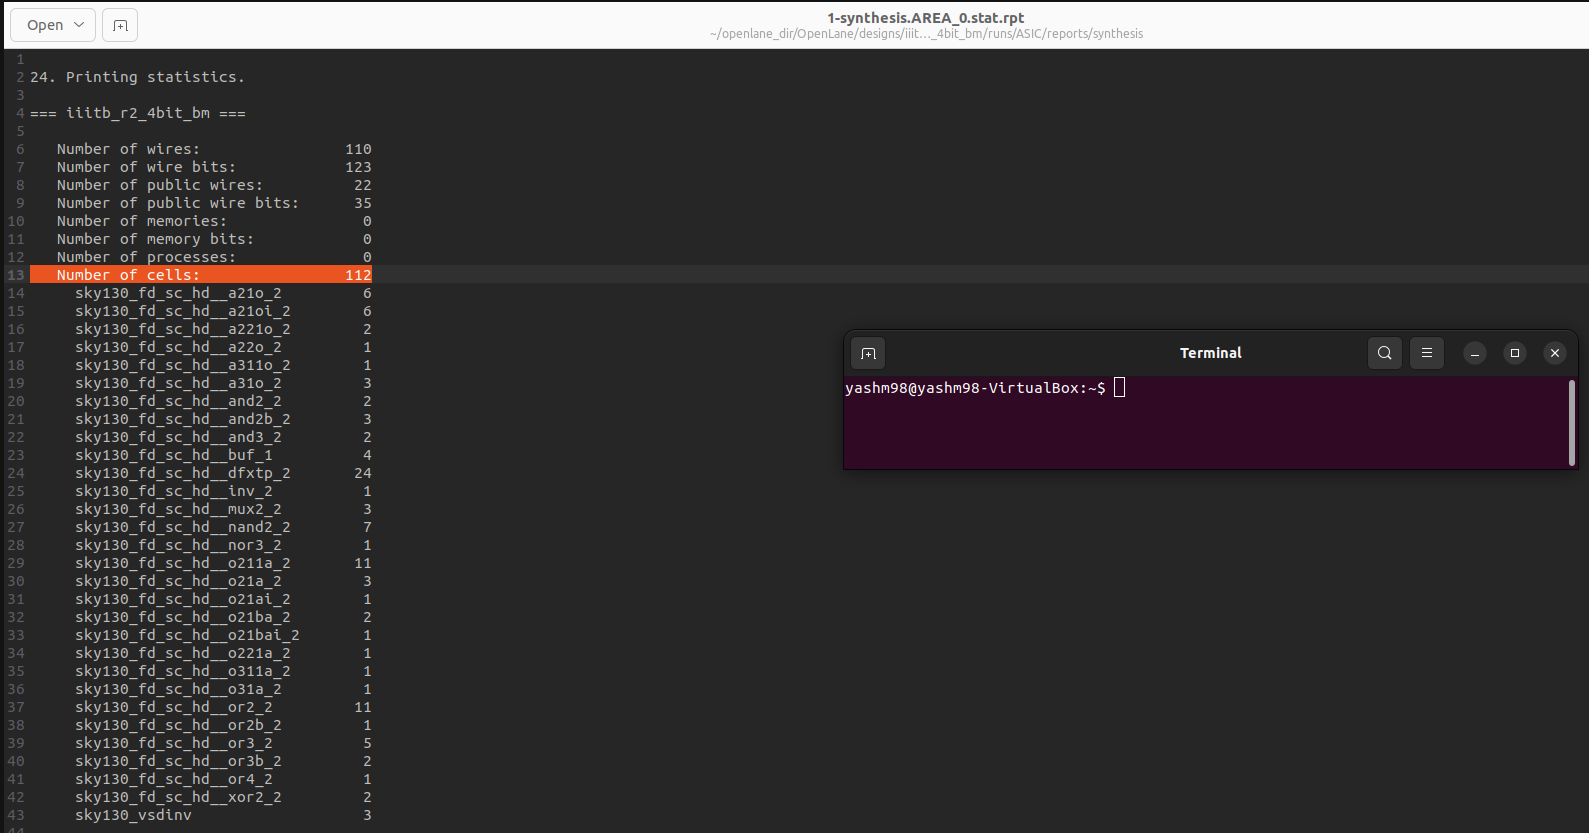 Open
1-synthesis.AREA_0.stat.rpt
~/openlane_dir/OpenLane/designs/iiit…_4bit_bm/runs/ASIC/reports/synthesis
1
2 24. Printing statistics.
3
4 === iiitb_r2_4bit_bm ===
5
6 Number of wires: 110
7 Number of wire bits: 123
8 Number of public wires: 22
9 Number of public wire bits: 35
10 Number of memories: 0
11 Number of memory bits: 0
12 Number of processes: 0
13 Number of cells: 112
14 sky130_fd_sc_hd__a21o_2 6
15 sky130_fd_sc_hd__a21oi_2 6
16 sky130_fd_sc_hd__a221o_2 2
17 sky130_fd_sc_hd__a22o_2 1
18 sky130_fd_sc_hd__a311o_2 1
19 sky130_fd_sc_hd__a31o_2 3
20 sky130_fd_sc_hd__and2_2 2
21 sky130_fd_sc_hd__and2b_2 3
22 sky130_fd_sc_hd__and3_2 2
23 sky130_fd_sc_hd__buf_1 4
24 sky130_fd_sc_hd__dfxtp_2 24
25 sky130_fd_sc_hd__inv_2 1
26 sky130_fd_sc_hd__mux2_2 3
27 sky130_fd_sc_hd__nand2_2 7
28 sky130_fd_sc_hd__nor3_2 1
29 sky130_fd_sc_hd__o211a_2 11
30 sky130_fd_sc_hd__o21a_2 3
31 sky130_fd_sc_hd__o21ai_2 1
32 sky130_fd_sc_hd__o21ba_2 2
33 sky130_fd_sc_hd__o21bai_2 1
34 sky130_fd_sc_hd__o221a_2 1
35 sky130_fd_sc_hd__o311a_2 1
36 sky130_fd_sc_hd__o31a_2 1
37 sky130_fd_sc_hd__or2_2 11
38 sky130_fd_sc_hd__or2b_2 1
39 sky130_fd_sc_hd__or3_2 5
40 sky130_fd_sc_hd__or3b_2 2
41 sky130_fd_sc_hd__or4_2 1
42 sky130_fd_sc_hd__xor2_2 2
43 sky130_vsdinv 3
44
Terminal
yashm98@yashm98-VirtualBox:~$